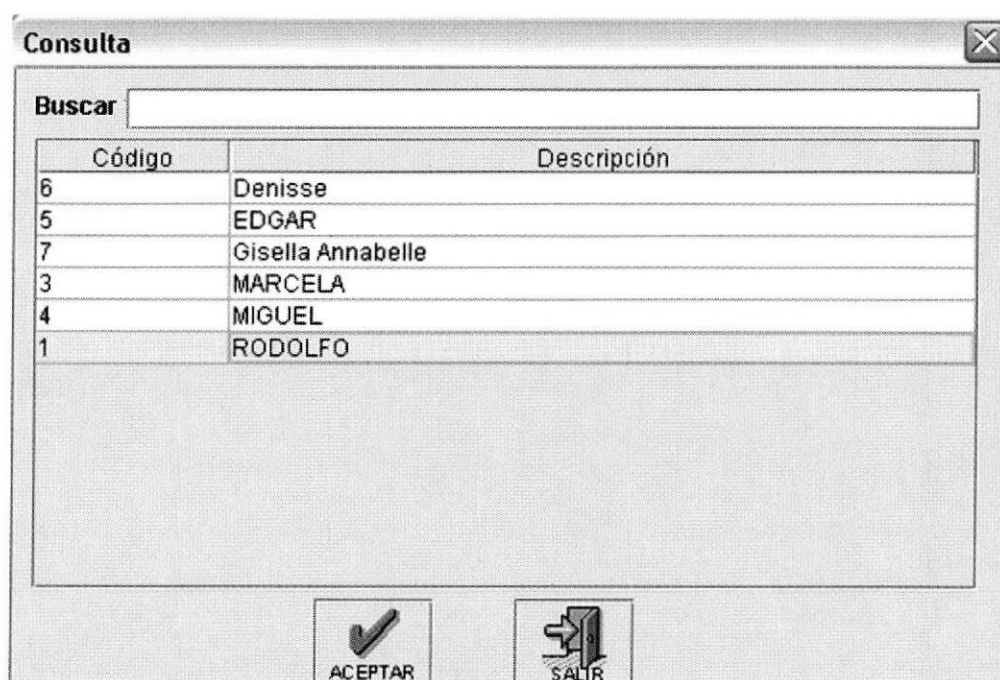 Consulta
Buscar
Código Descripción
6 Denisse
5 EDGAR
7 Gisella Annabelle
3 MARCELA
4 MIGUEL
1 RODOLFO
ACEPTAR SALIR